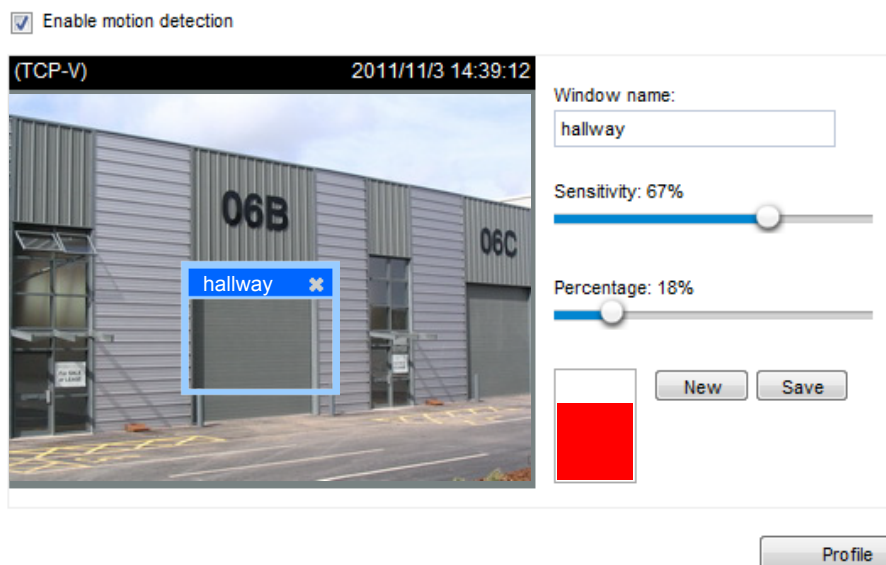 Enable motion detection
(TCP-V) 2011/11/3 14:39:12
Window name:
hallway
Sensitivity: 67%
Percentage: 18%
New Save
06B
06C
hallway
Profile